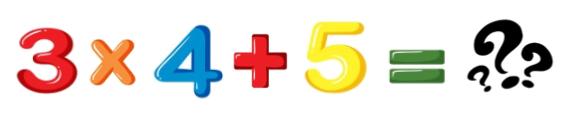 3 × 4 + 5 = ???